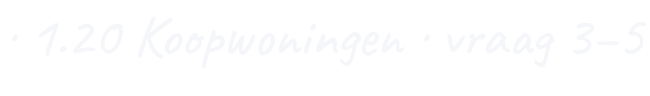 · 1.20 Koopwoningen · vraag 3–5